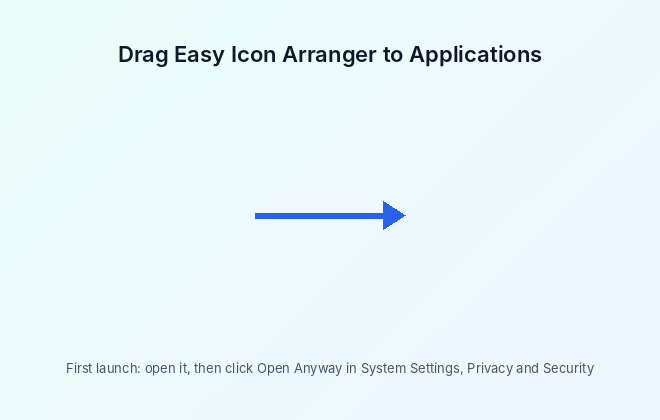 Drag Easy Icon Arranger to Applications
First launch: open it, then click Open Anyway in System Settings, Privacy and Security